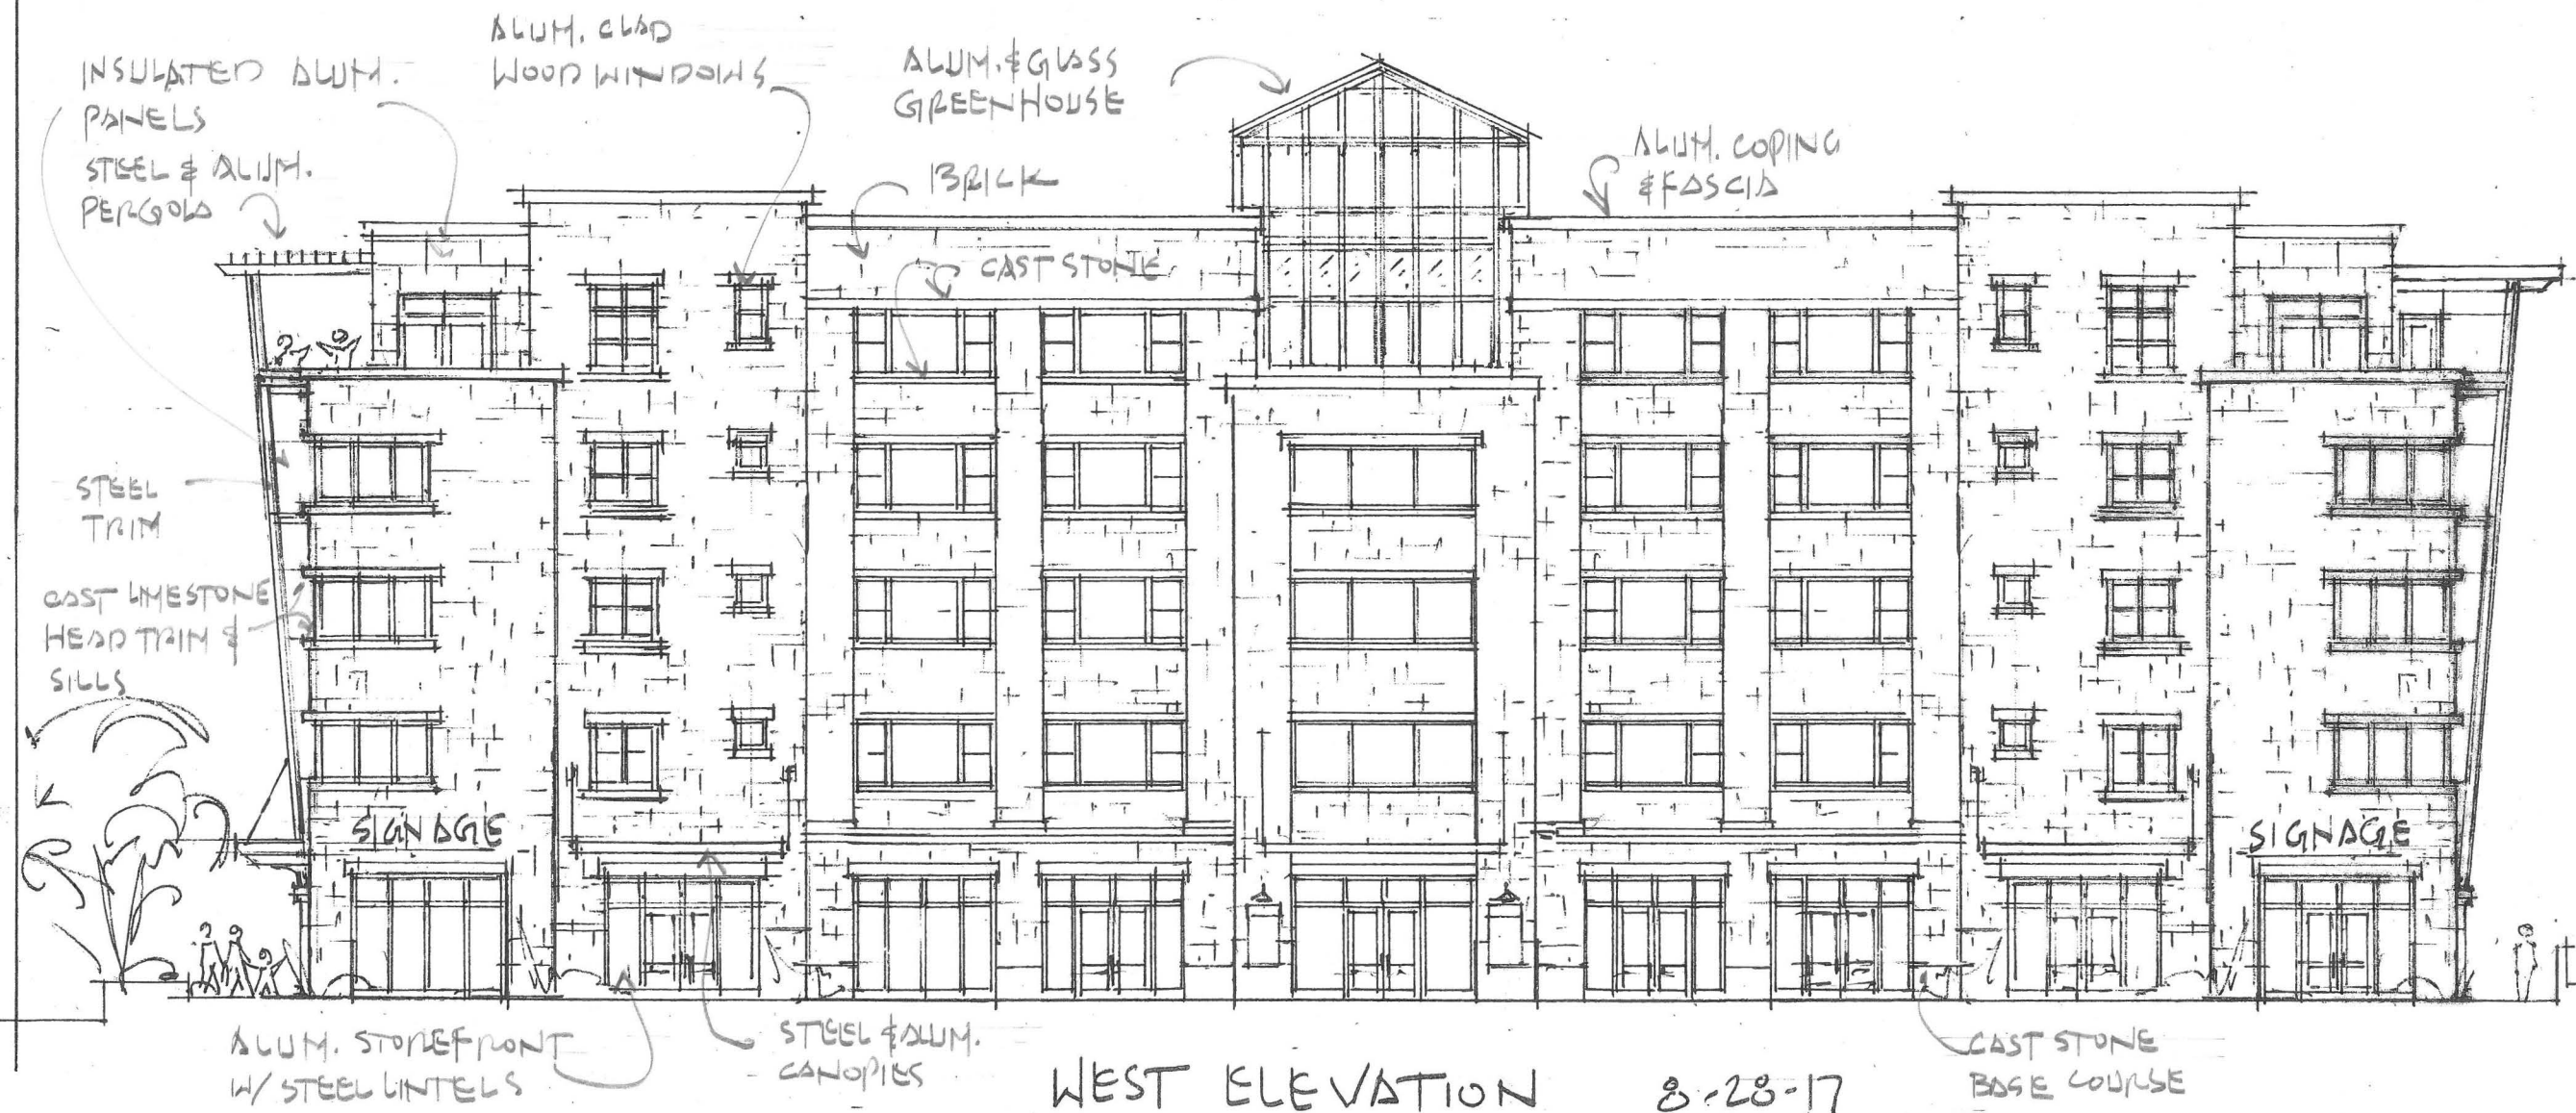 INSULATED ALUM.
PANELS
STEEL & ALUM.
PERGOLA
ALUM. CLAD
WOOD WINDOWS
ALUM. & GLASS
GREENHOUSE
BRICK
CAST STONE
ALUM. COPING
& FASCIA
STEEL
TRIM
CAST LIMESTONE
HEAD TRIM &
SILLS
SIGNAGE
SIGNAGE
ALUM. STOREFRONT
W/ STEEL LINTELS
STEEL & ALUM.
CANOPIES
CAST STONE
BASE COURSE
WEST ELEVATION 8-28-17